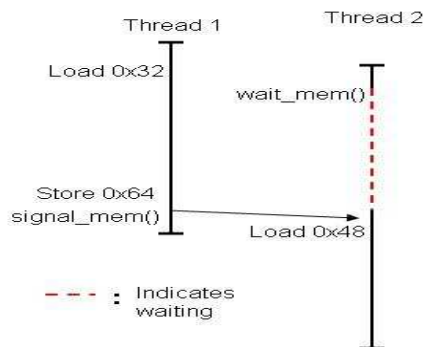 Thread 1
Thread 2
Load 0x32
wait_mem()
Store 0x64
signal_mem()
Load 0x48
: Indicates
waiting